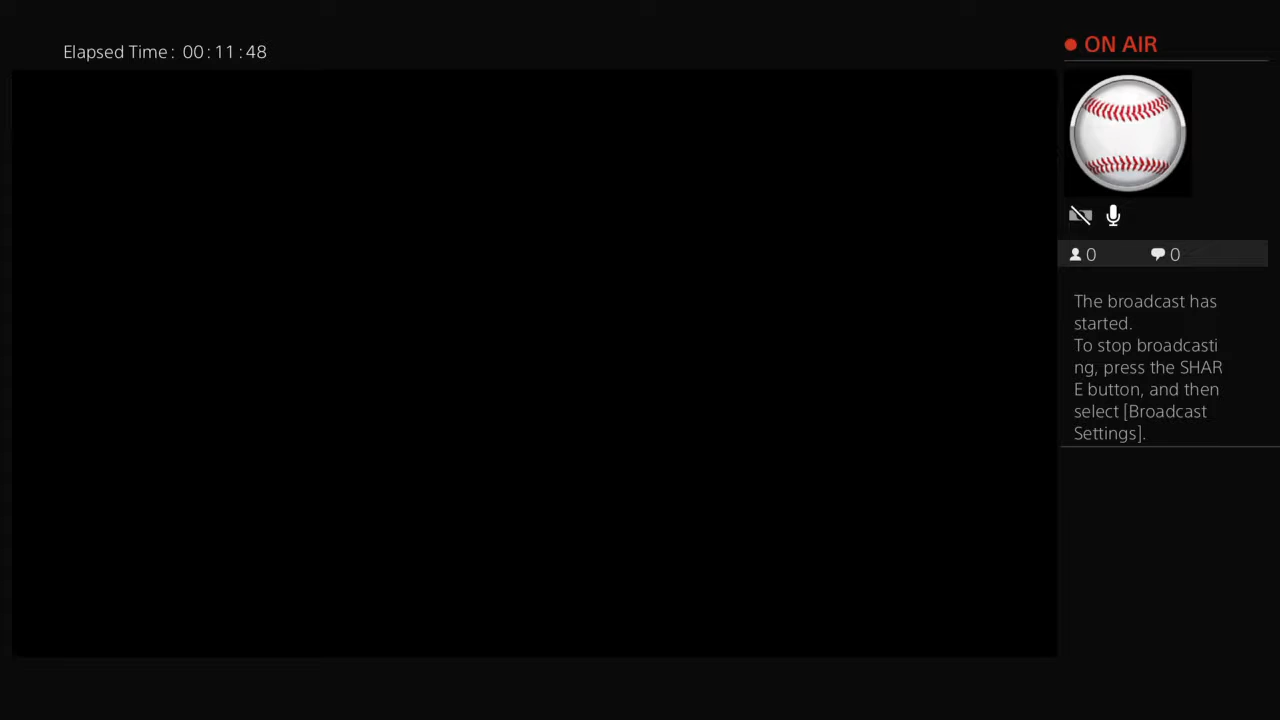 Elapsed Time: 00:11:48
ON AIR
0 0
The broadcast has
started.
To stop broadcasti
ng, press the SHAR
E button, and then
select [Broadcast
Settings].